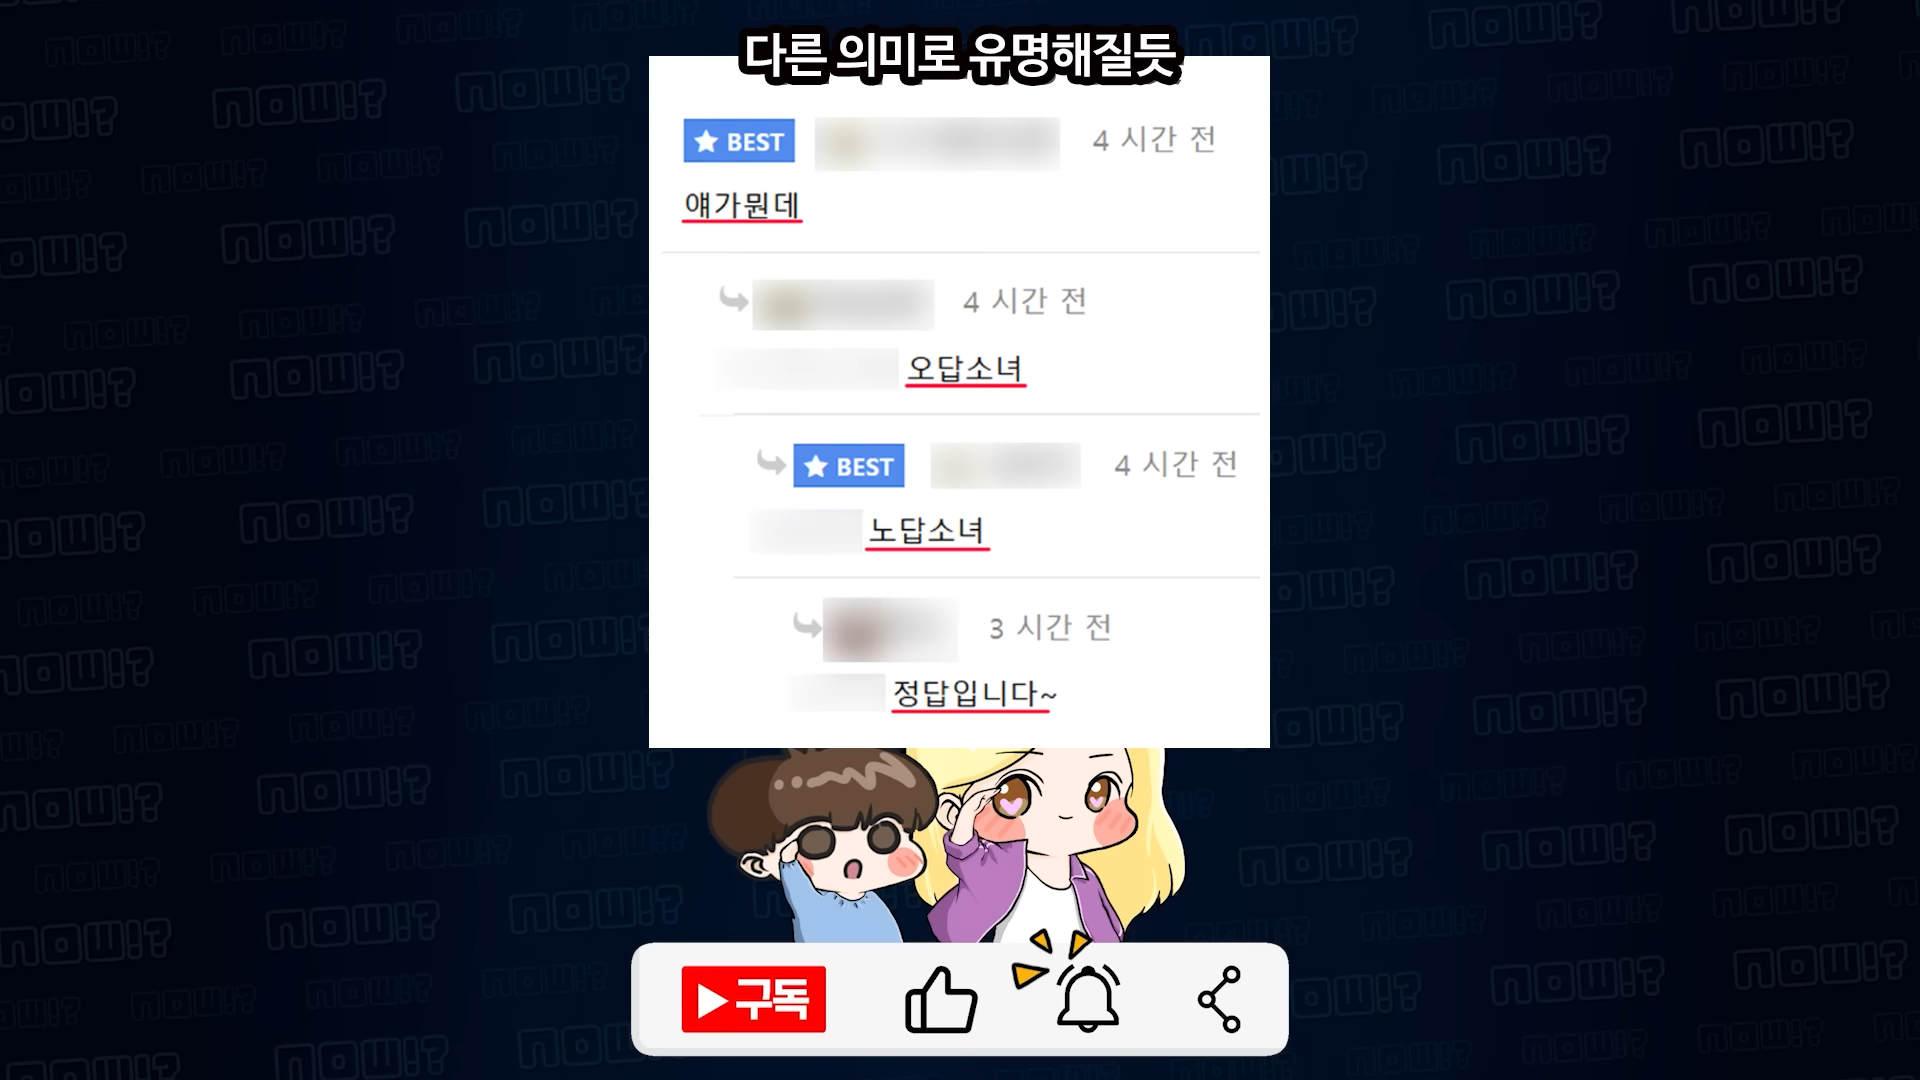 다른 의미로 유명해질듯
★ BEST 4 시간 전
얘가뭔데
4 시간 전
오답소녀
★ BEST 4 시간 전
노답소녀
3 시간 전
정답입니다~
구독
now!?